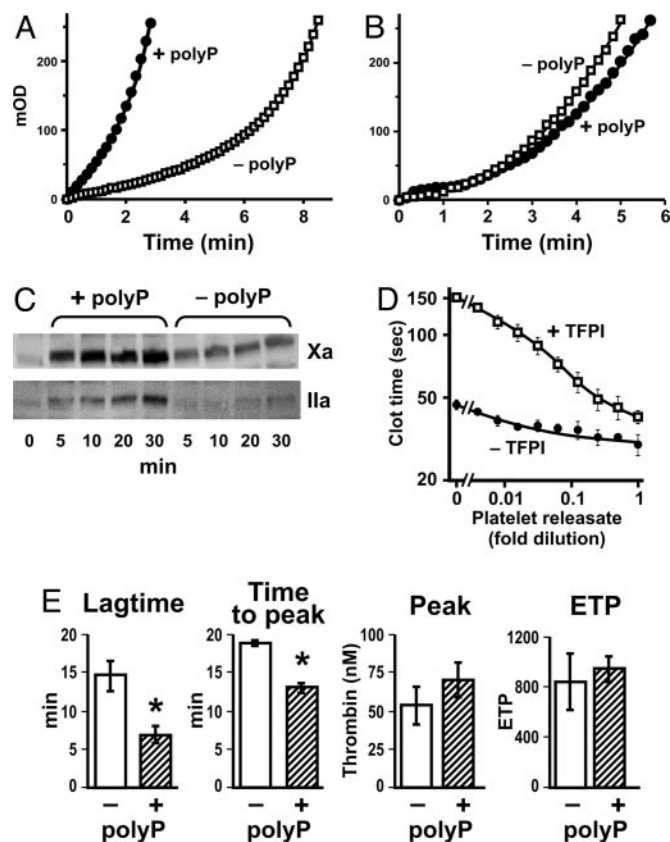 A
+ polyP
– polyP
mOD
200
100
0
0 2 4 6 8
Time (min)
B
– polyP
+ polyP
200
100
0
0 1 2 3 4 5 6
Time (min)
C
+ polyP – polyP
Xa
IIa
0 5 10 20 30 5 10 20 30
min
D
Clot time (sec)
150
100
50
20
+ TFPI
– TFPI
0 0.01 0.1 1
Platelet releasate
(fold dilution)
E
Lagtime
min
20
15
10
5
0
*
– +
polyP
Time
to peak
min
20
15
10
5
0
*
– +
polyP
Peak
Thrombin (nM)
100
75
50
25
0
– +
polyP
ETP
ETP
1200
800
400
0
– +
polyP